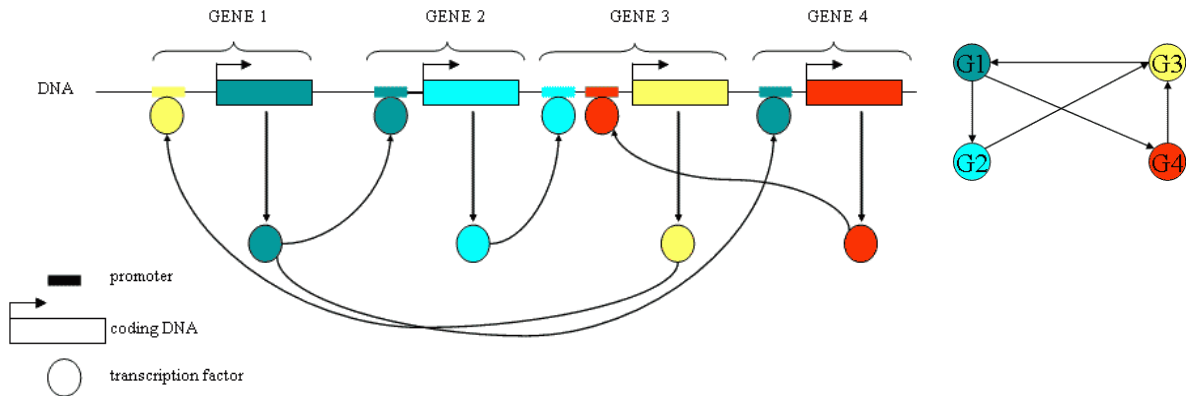 GENE 1
GENE 2
GENE 3
GENE 4
DNA
G1
G3
G2
G4
promoter
coding DNA
transcription factor